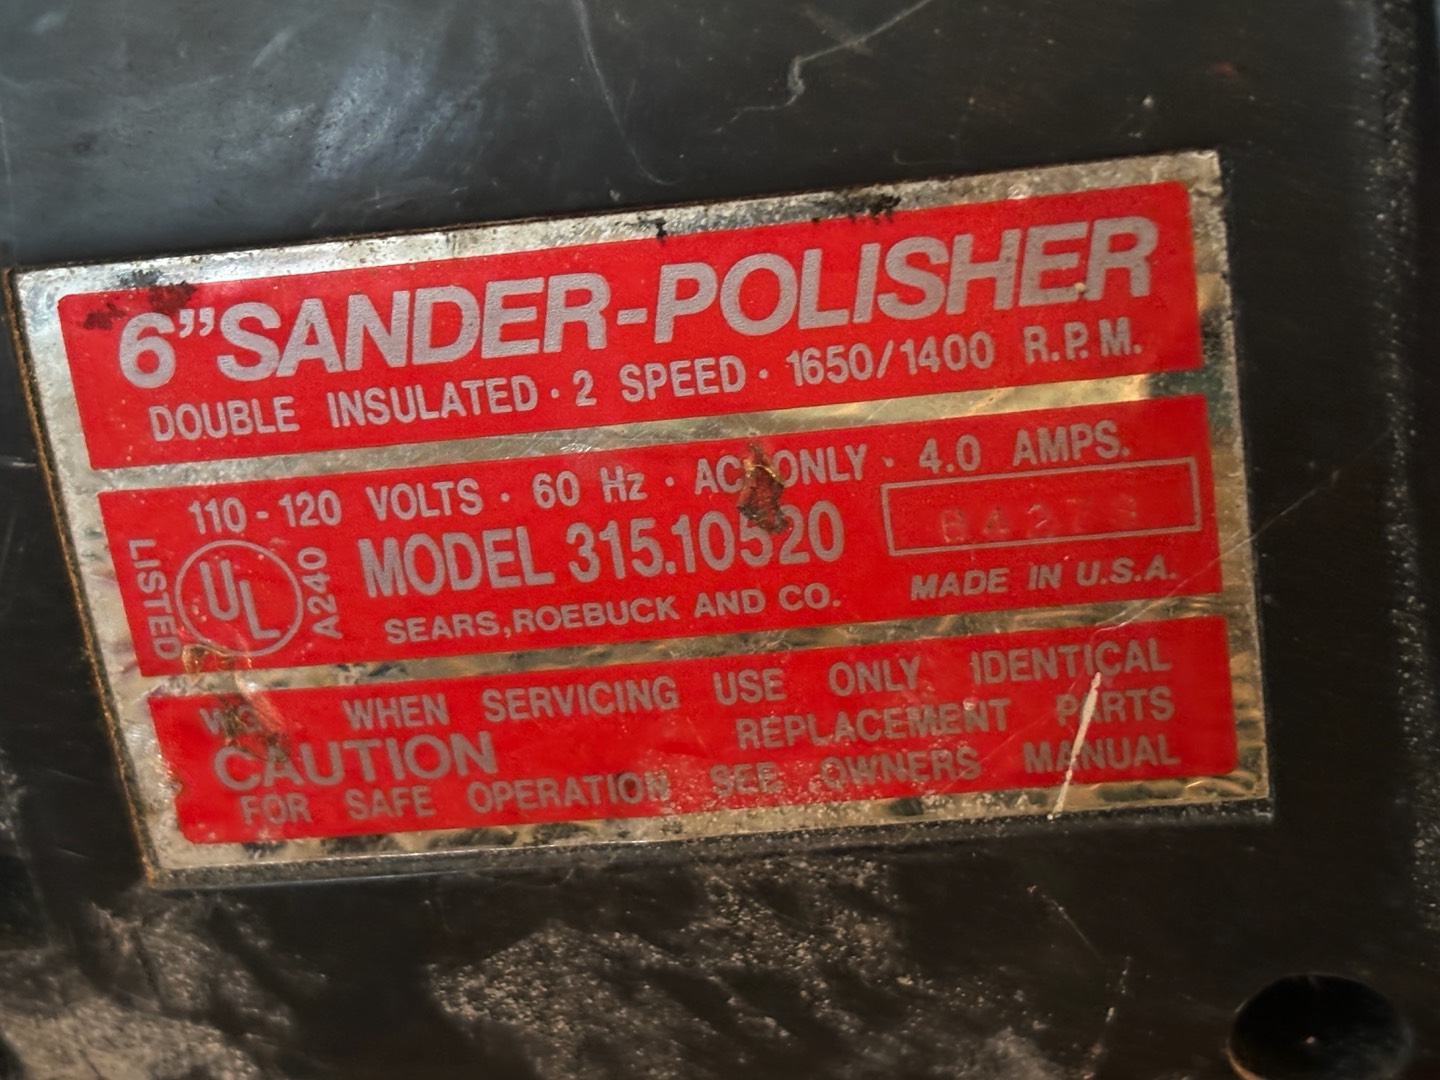 6" SANDER-POLISHER
DOUBLE INSULATED · 2 SPEED · 1650/1400 R.P.M.
110 - 120 VOLTS · 60 Hz · AC ONLY · 4.0 AMPS.
LISTED
UL
A240
MODEL 315.10520
SEARS, ROEBUCK AND CO.
MADE IN U.S.A.
WHEN SERVICING USE ONLY IDENTICAL
REPLACEMENT PARTS
CAUTION
FOR SAFE OPERATION SEE OWNERS MANUAL